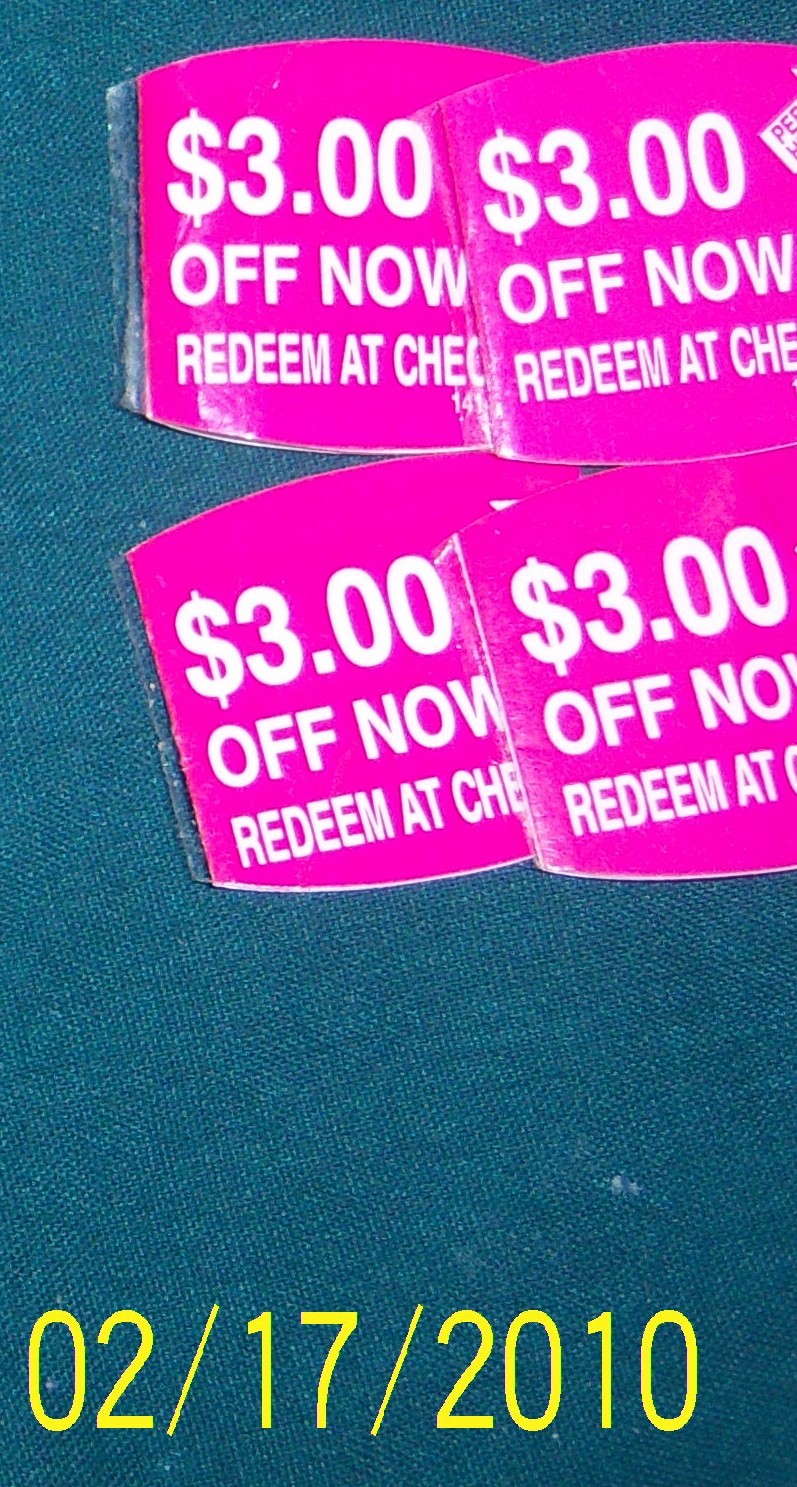 $3.00
OFF NOW
REDEEM AT CHEC
$3.00
OFF NOW
REDEEM AT CHE
$3.00
OFF NOW
REDEEM AT CHE
$3.00
OFF NOW
REDEEM AT C
02/17/2010